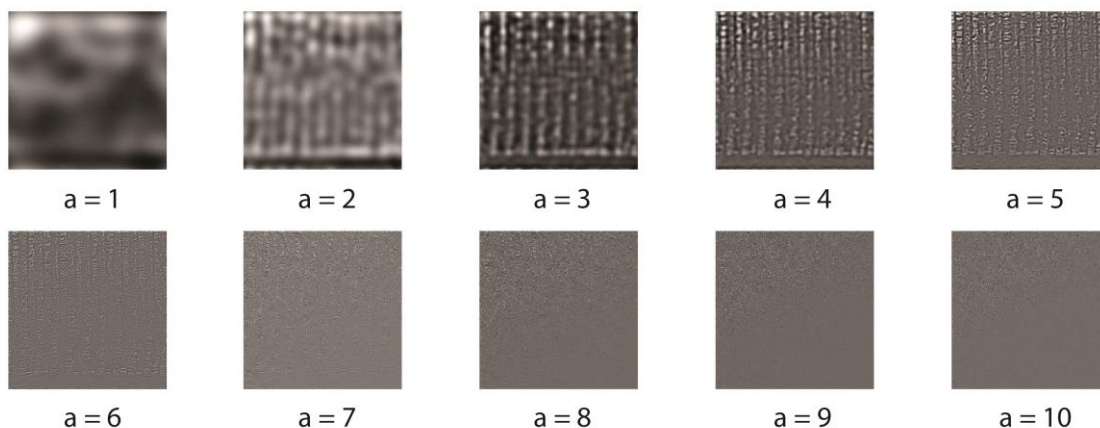 a = 1 a = 2 a = 3 a = 4 a = 5
a = 6 a = 7 a = 8 a = 9 a = 10